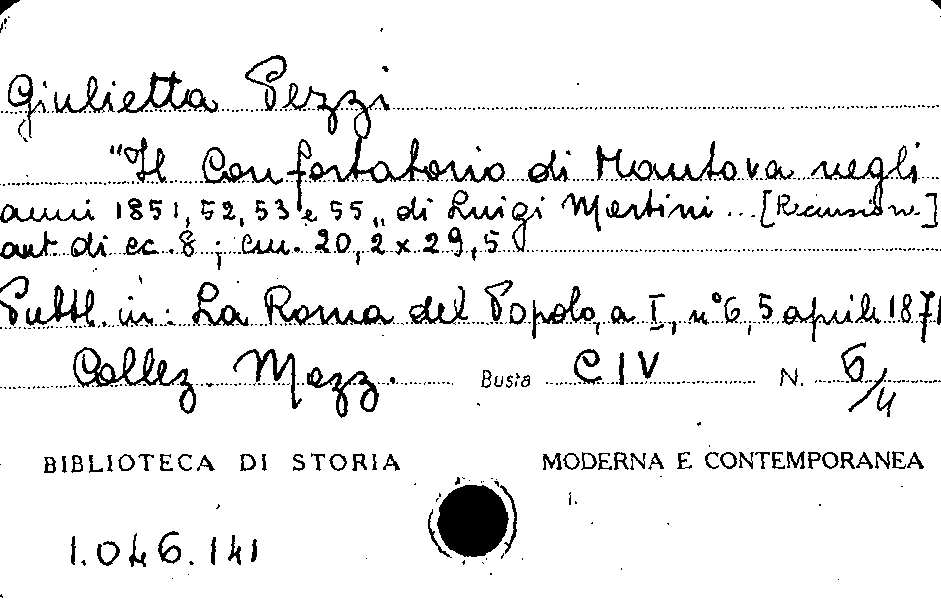 Giulietta Pezzi
"Il Confortatorio di Mantova negli
anni 1851, 52, 53 e 55„ di Luigi Martini... [Recensione.]
aut. di cc. 8 ; cm. 20,2 x 29,5
Pubbl. in: La Roma del Popolo, a I, n° 6, 5 aprile 1871
Collez. Mazz. Busta CIV N. 5/4
BIBLIOTECA DI STORIA MODERNA E CONTEMPORANEA
1.046.141